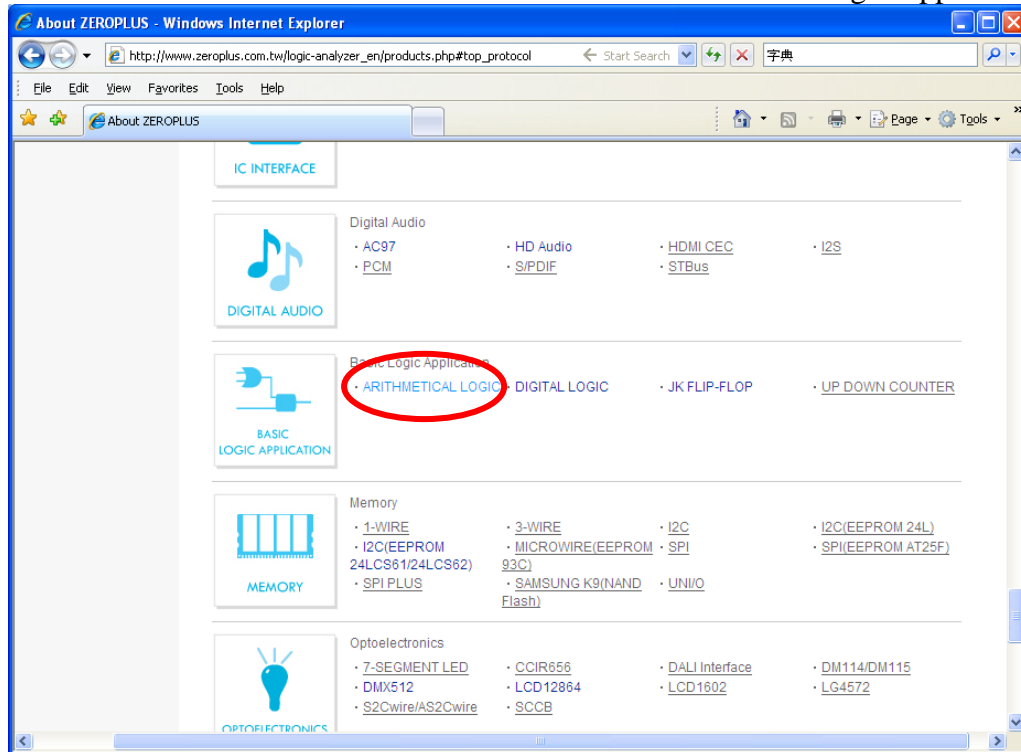 About ZEROPLUS - Windows Internet Explorer
http://www.zeroplus.com.tw/logic-analyzer_en/products.php#top_protocol Start Search 字典
File Edit View Favorites Tools Help
About ZEROPLUS Page Tools
IC INTERFACE
Digital Audio
· AC97 · HD Audio · HDMI CEC · I2S
· PCM · S/PDIF · STBus
DIGITAL AUDIO
Basic Logic Application
· ARITHMETICAL LOGIC · DIGITAL LOGIC · JK FLIP-FLOP · UP DOWN COUNTER
BASIC
LOGIC APPLICATION
Memory
· 1-WIRE · 3-WIRE · I2C · I2C(EEPROM 24L)
· I2C(EEPROM · MICROWIRE(EEPROM · SPI · SPI(EEPROM AT25F)
24LCS61/24LCS62) 93C)
· SPI PLUS · SAMSUNG K9(NAND · UNI/O
Flash)
MEMORY
Optoelectronics
· 7-SEGMENT LED · CCIR656 · DALI Interface · DM114/DM115
· DMX512 · LCD12864 · LCD1602 · LG4572
· S2Cwire/AS2Cwire · SCCB
OPTOELECTRONICS